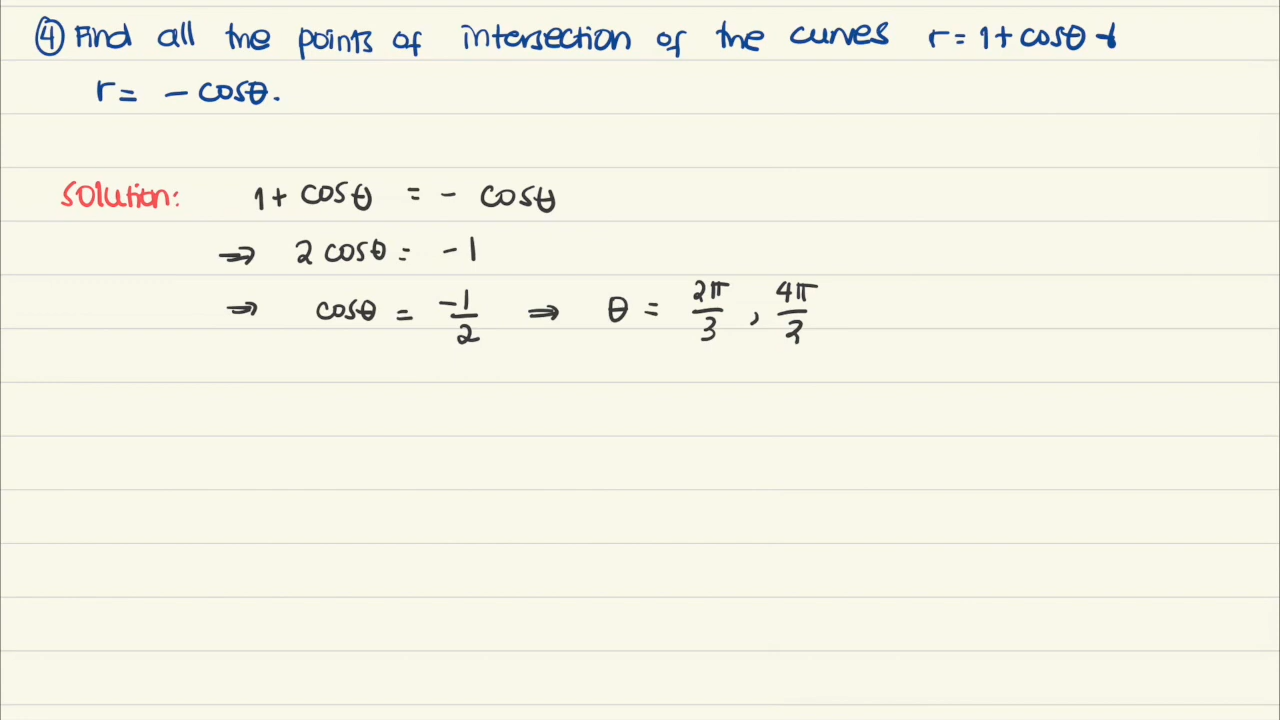 ④ Find all the points of intersection of the curves r = 1 + cosθ &
r = - cosθ.
Solution: 1 + cosθ = - cosθ
⇒ 2 cosθ = -1
⇒ cosθ = -1/2 ⇒ θ = 2π/3, 4π/3